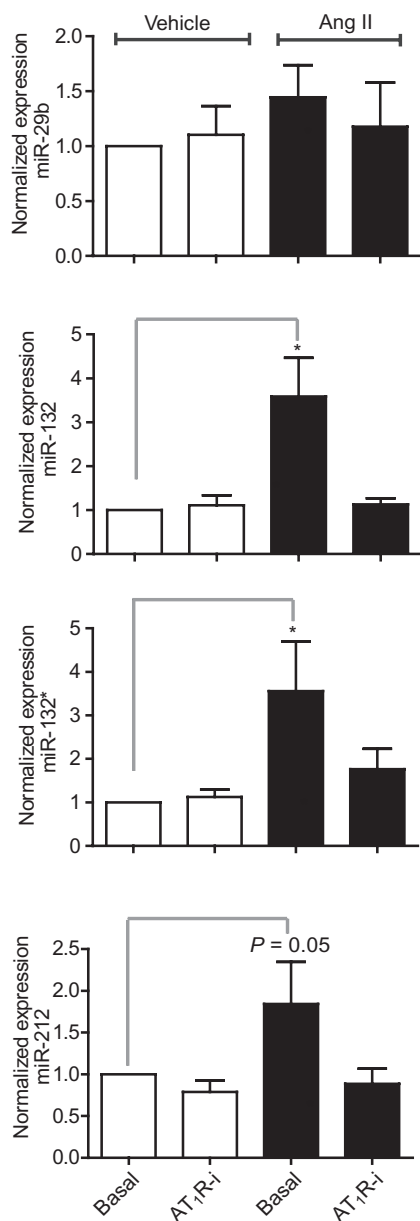 Vehicle Ang II
Normalized expression
miR-29b
2.0
1.5
1.0
0.5
0.0
Normalized expression
miR-132
5
4
3
2
1
0
*
Normalized expression
miR-132*
5
4
3
2
1
0
*
Normalized expression
miR-212
2.5
2.0
1.5
1.0
0.5
0.0
P = 0.05
Basal AT₁R-i Basal AT₁R-i